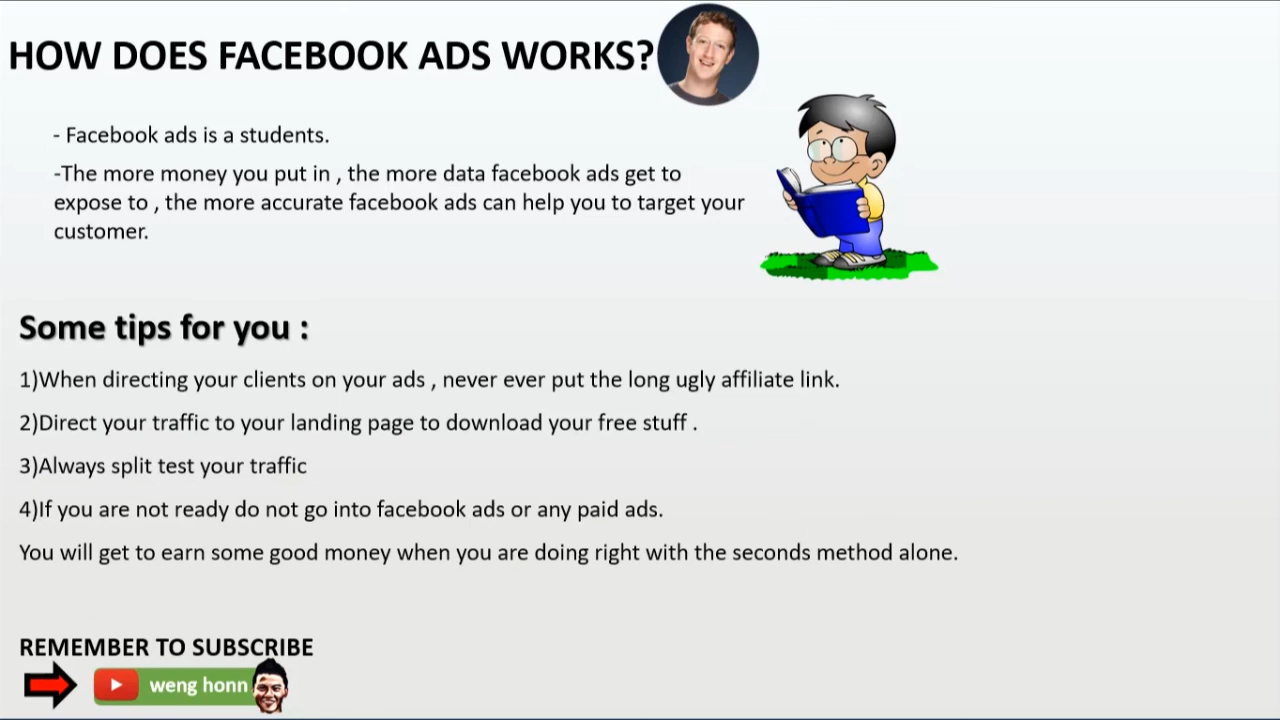 HOW DOES FACEBOOK ADS WORKS?
- Facebook ads is a students.
-The more money you put in , the more data facebook ads get to
expose to , the more accurate facebook ads can help you to target your
customer.
Some tips for you :
1)When directing your clients on your ads , never ever put the long ugly affiliate link.
2)Direct your traffic to your landing page to download your free stuff .
3)Always split test your traffic
4)If you are not ready do not go into facebook ads or any paid ads.
You will get to earn some good money when you are doing right with the seconds method alone.
REMEMBER TO SUBSCRIBE
weng honn